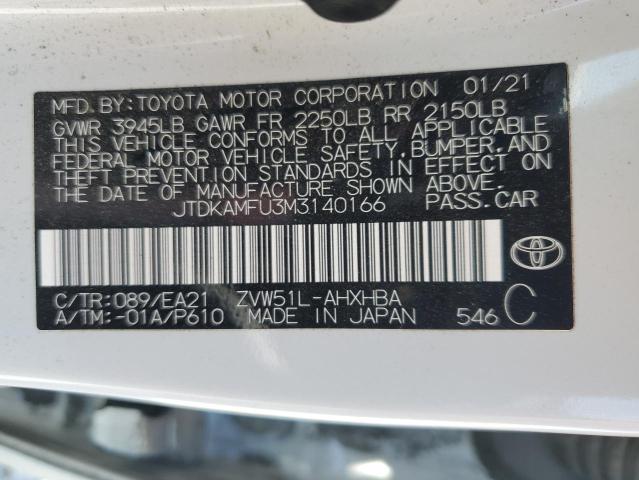 MFD BY:TOYOTA MOTOR CORPORATION 01/21
GVWR 3945LB GAWR FR 2250LB RR 2150LB
THIS VEHICLE CONFORMS TO ALL APPLICABLE
FEDERAL MOTOR VEHICLE SAFETY,BUMPER,AND
THEFT PREVENTION STANDARDS IN EFFECT ON
THE DATE OF MANUFACTURE SHOWN ABOVE.
JTDKAMFU3M3140166 PASS.CAR
C/TR:089/EA21 ZVW51L-AHXHBA
A/TM:-01A/P610 MADE IN JAPAN 546 C